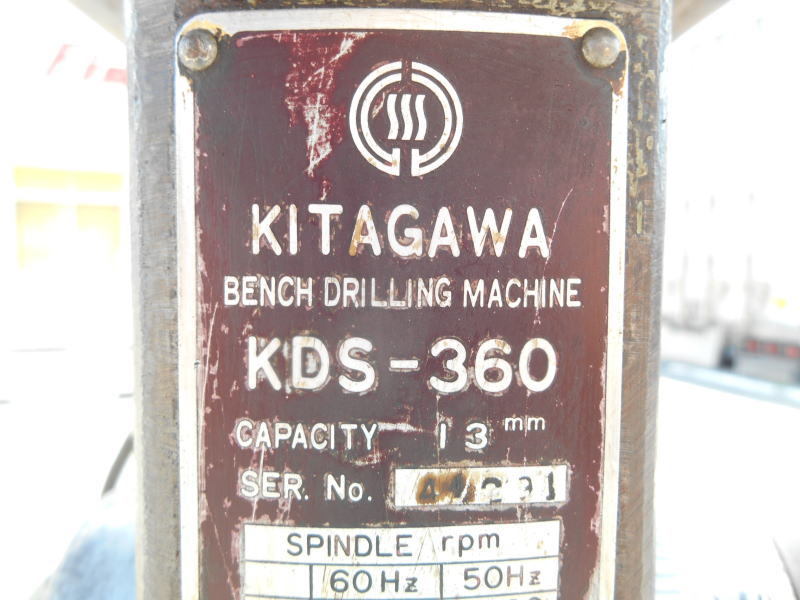 KITAGAWA
BENCH DRILLING MACHINE
KDS-360
CAPACITY 13 mm
SER. No.
SPINDLE rpm
60Hz 50Hz